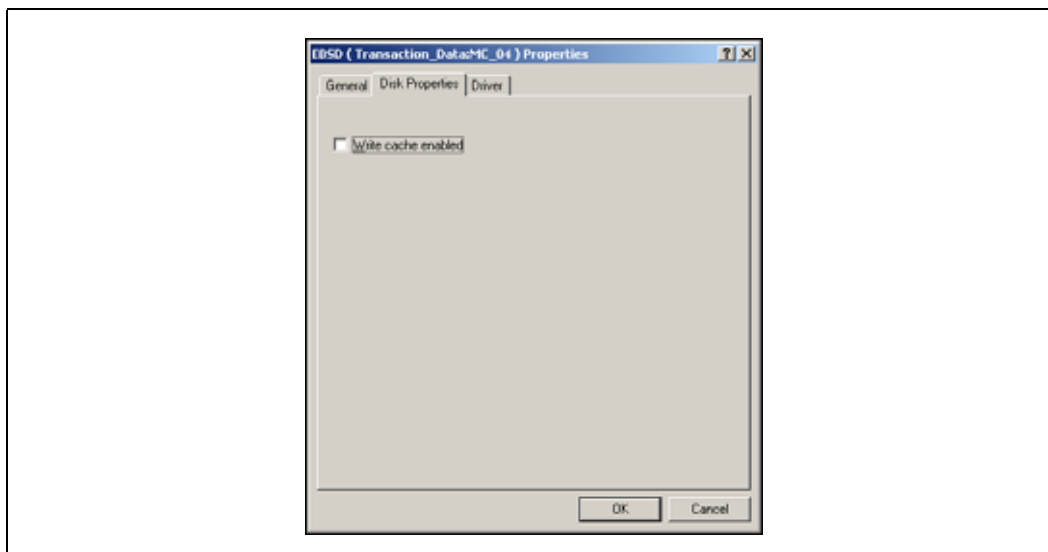 EBSD ( Transaction_Data:MC_04 ) Properties
General Disk Properties Driver
Write cache enabled
OK Cancel